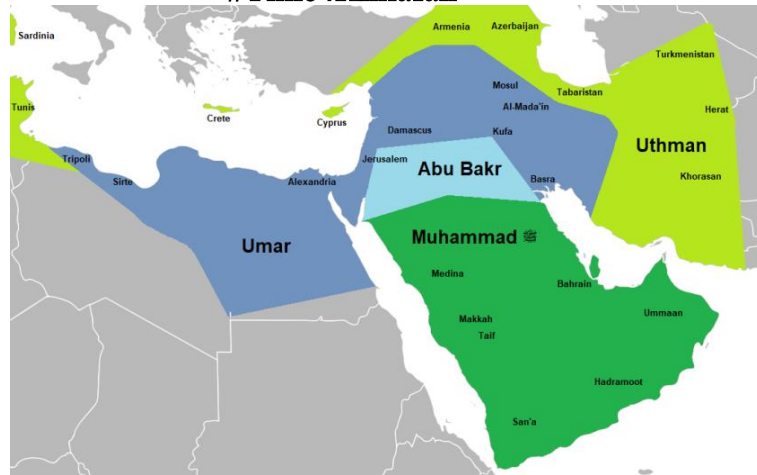 Sardinia
Armenia
Azerbaijan
Turkmenistan
Mosul
Tabaristan
Tunis
Al-Mada'in
Herat
Crete
Cyprus
Damascus
Kufa
Uthman
Tripoli
Jerusalem
Abu Bakr
Khorasan
Sirte
Alexandria
Basra
Umar
Muhammad ﷺ
Medina
Bahrain
Makkah
Ummaan
Taif
Hadramoot
San'a